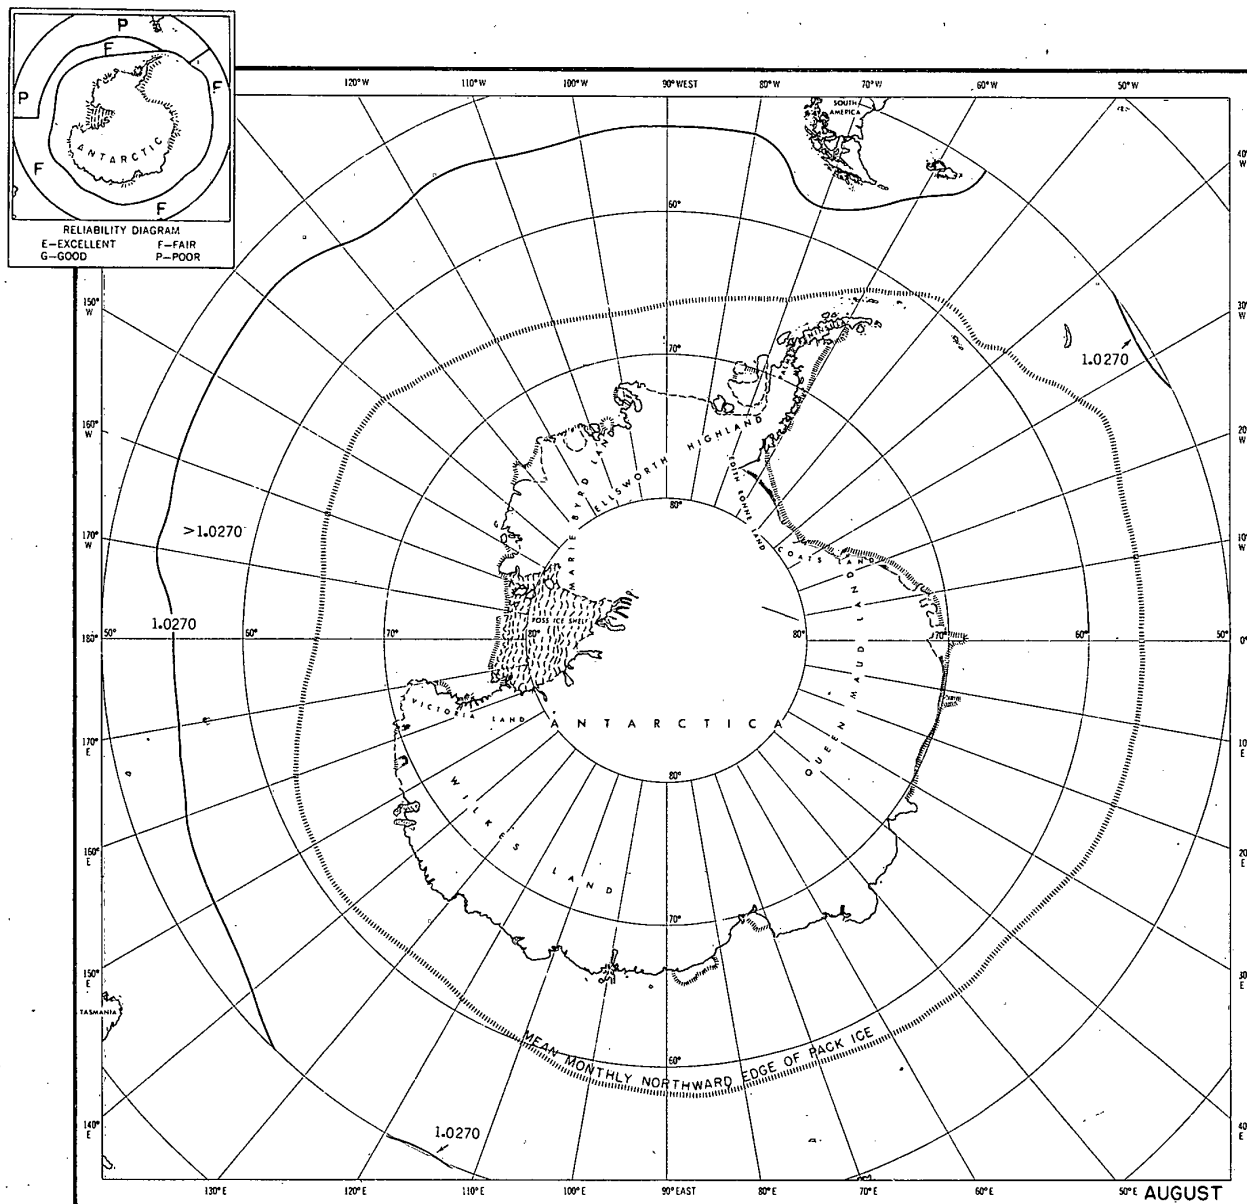 P
F
P
F
F
F
ANTARCTIC
RELIABILITY DIAGRAM
E—EXCELLENT F—FAIR
G—GOOD P—POOR
120°W 110°W 100°W 90°WEST 80°W 70°W 60°W 50°W
SOUTH
AMERICA
40°
W
60°
150°
W
30°
W
1.0270
70°
PENINSULA
160°
W
20°
W
MARIE BYRD LAND
ELLSWORTH HIGHLAND
EDITH RONNE LAND
80°
>1.0270
170°
W
10°
W
COATS LAND
1.0270
ROSS ICE SHELF
180° 50° 60° 70° 80° 80° 70° 60° 50° 0°
QUEEN MAUD LAND
VICTORIA LAND
ANTARCTICA
170°
E
10°
E
80°
WILKES LAND
160°
E
20°
E
70°
150°
E
30°
E
TASMANIA
60°
MEAN MONTHLY NORTHWARD EDGE OF PACK ICE
140°
E
40°
E
1.0270
130°E 120°E 110°E 100°E 90°EAST 80°E 70°E 60°E 50°E AUGUST